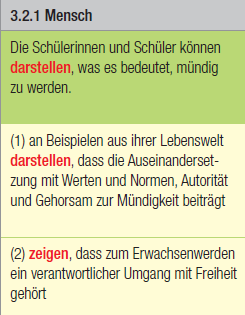 3.2.1 Mensch
Die Schülerinnen und Schüler können
darstellen, was es bedeutet, mündig
zu werden.
(1) an Beispielen aus ihrer Lebenswelt
darstellen, dass die Auseinanderset-
zung mit Werten und Normen, Autorität
und Gehorsam zur Mündigkeit beiträgt
(2) zeigen, dass zum Erwachsenwerden
ein verantwortlicher Umgang mit Freiheit
gehört